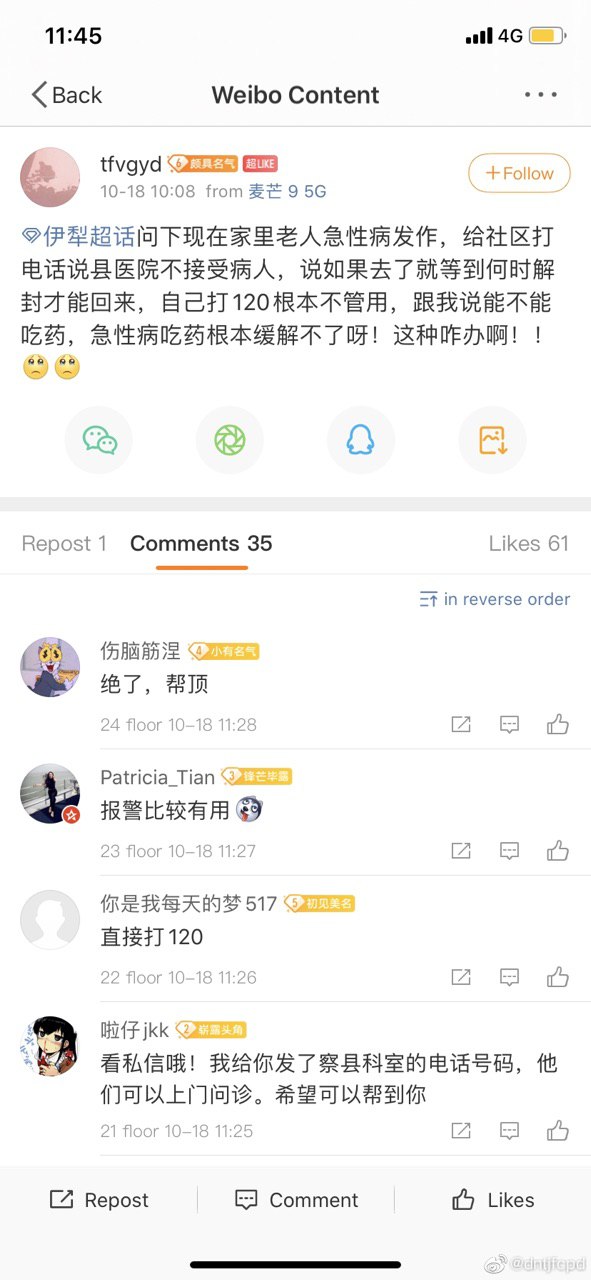 11:45
4G
Back
Weibo Content
tfvgyd 6 颇具名气 超LIKE
10-18 10:08 from 麦芒 9 5G
+Follow
伊犁超话问下现在家里老人急性病发作，给社区打
电话说县医院不接受病人，说如果去了就等到何时解
封才能回来，自己打120根本不管用，跟我说能不能
吃药，急性病吃药根本缓解不了呀！这种咋办啊！！
Repost 1
Comments 35
Likes 61
in reverse order
伤脑筋涅 4 小有名气
绝了，帮顶
24 floor 10-18 11:28
Patricia_Tian 3 锋芒毕露
报警比较有用
23 floor 10-18 11:27
你是我每天的梦517 5 初见美名
直接打120
22 floor 10-18 11:26
啦仔jkk 2 崭露头角
看私信哦！我给你发了察县科室的电话号码，他
们可以上门问诊。希望可以帮到你
21 floor 10-18 11:25
Repost
Comment
Likes
@dntjfcpd